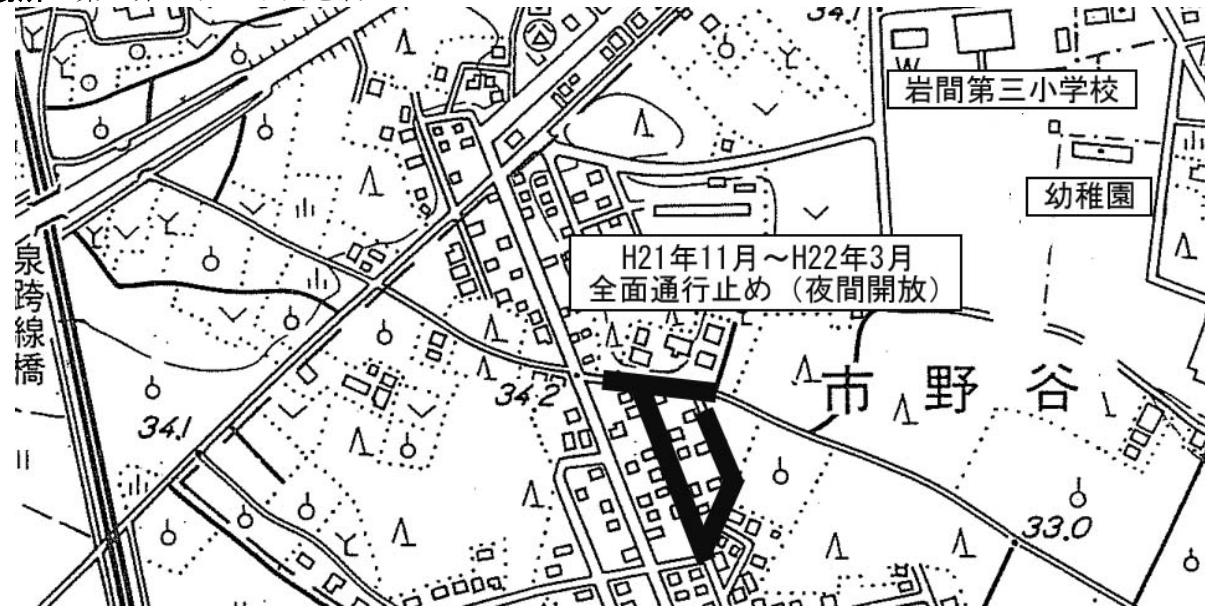 34.1
岩間第三小学校
幼稚園
H21年11月～H22年3月
全面通行止め（夜間開放）
泉跨線橋
34.2
34.1
市野谷
33.0